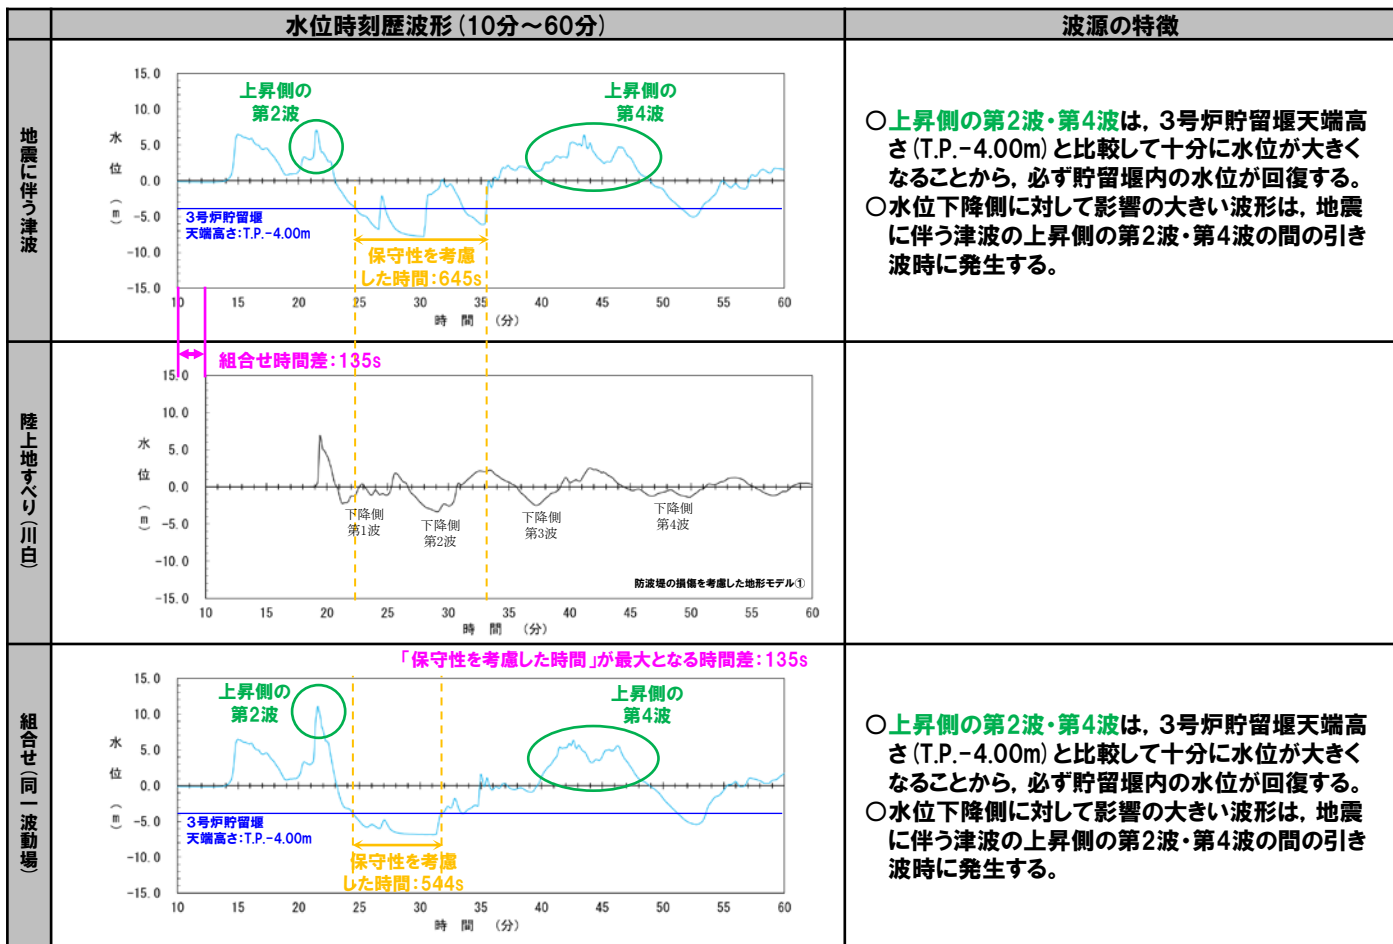 水位時刻歴波形(10分～60分)
波源の特徴
地震に伴う津波
15.0
10.0
5.0
0.0
-5.0
-10.0
-15.0
水位(m)
上昇側の
第2波
上昇側の
第4波
3号炉貯留堰
天端高さ:T.P.-4.00m
保守性を考慮
した時間:645s
10 15 20 25 30 35 40 45 50 55 60
時 間 (分)
○上昇側の第2波・第4波は，3号炉貯留堰天端高
さ(T.P.-4.00m)と比較して十分に水位が大きく
なることから，必ず貯留堰内の水位が回復する。
○水位下降側に対して影響の大きい波形は，地震
に伴う津波の上昇側の第2波・第4波の間の引き
波時に発生する。
陸上地すべり(川白)
組合せ時間差:135s
15.0
10.0
5.0
0.0
-5.0
-10.0
-15.0
水位(m)
下降側
第1波
下降側
第2波
下降側
第3波
下降側
第4波
防波堤の損傷を考慮した地形モデル①
10 15 20 25 30 35 40 45 50 55 60
時 間 (分)
組合せ(同一波動場)
「保守性を考慮した時間」が最大となる時間差:135s
15.0
10.0
5.0
0.0
-5.0
-10.0
-15.0
水位(m)
上昇側の
第2波
上昇側の
第4波
3号炉貯留堰
天端高さ:T.P.-4.00m
保守性を考慮
した時間:544s
10 15 20 25 30 35 40 45 50 55 60
時 間 (分)
○上昇側の第2波・第4波は，3号炉貯留堰天端高
さ(T.P.-4.00m)と比較して十分に水位が大きく
なることから，必ず貯留堰内の水位が回復する。
○水位下降側に対して影響の大きい波形は，地震
に伴う津波の上昇側の第2波・第4波の間の引き
波時に発生する。